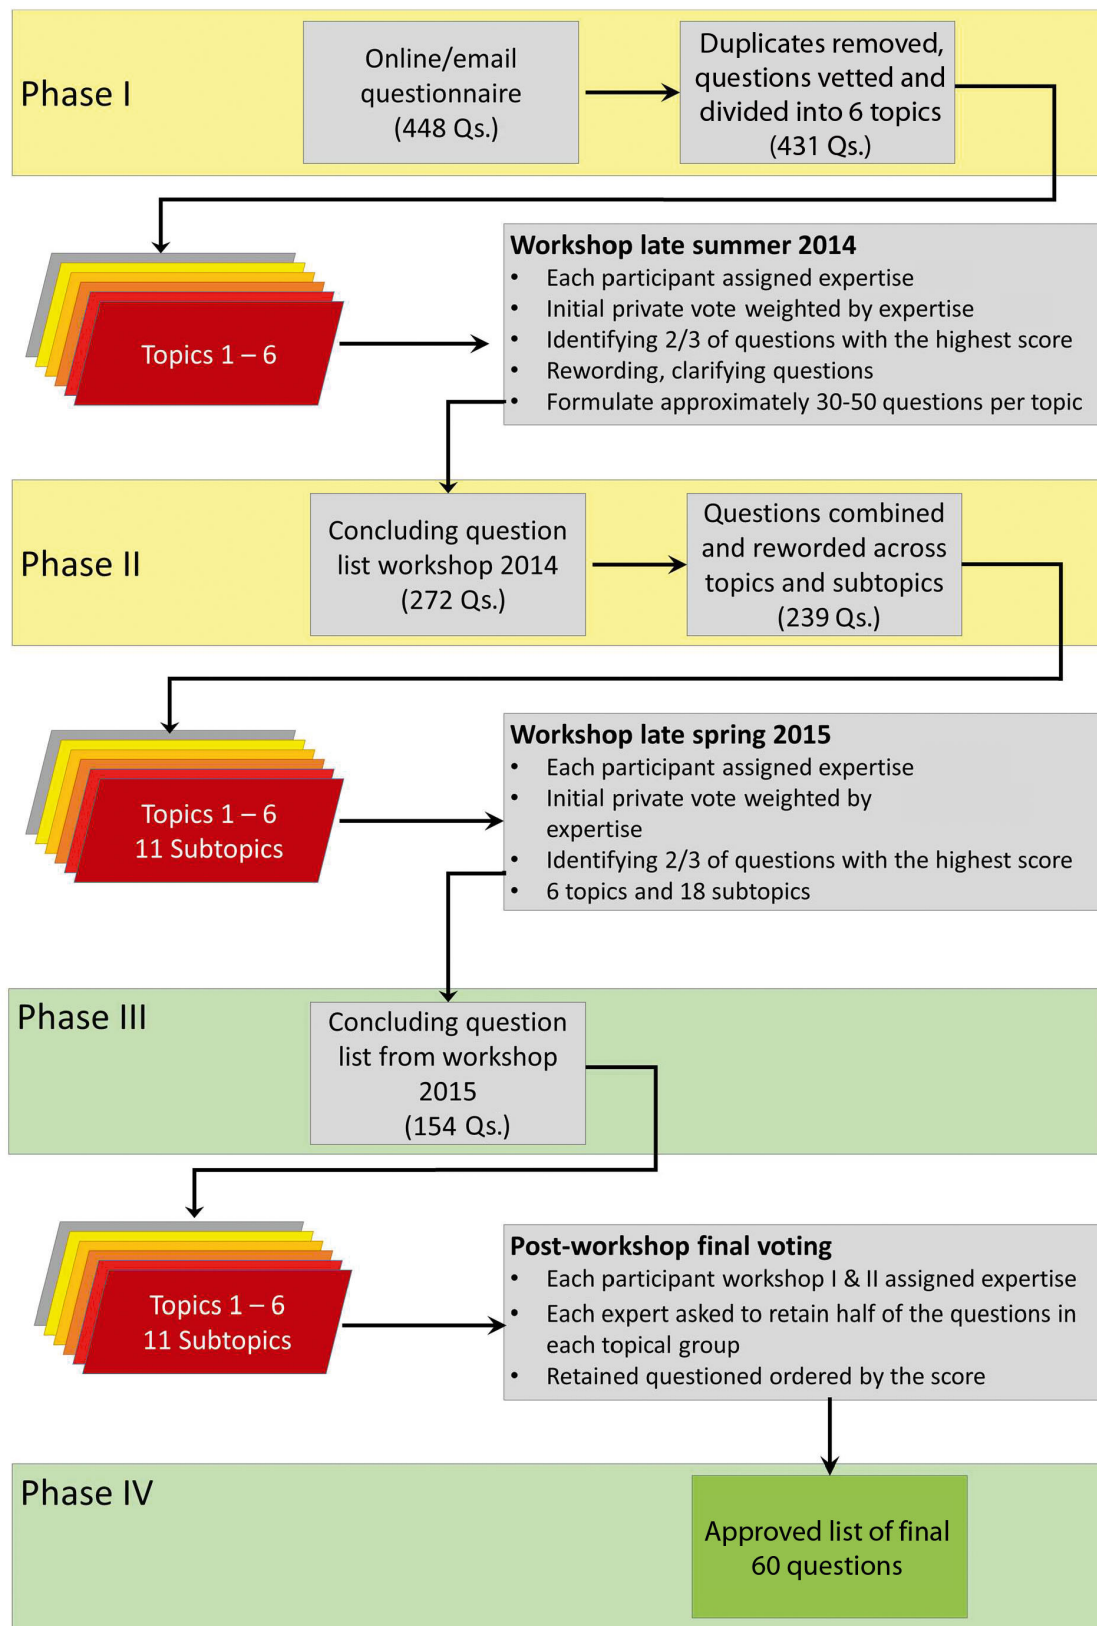 Phase I
Online/email
questionnaire
(448 Qs.)
Duplicates removed,
questions vetted and
divided into 6 topics
(431 Qs.)
Topics 1 – 6
Workshop late summer 2014
• Each participant assigned expertise
• Initial private vote weighted by expertise
• Identifying 2/3 of questions with the highest score
• Rewording, clarifying questions
• Formulate approximately 30-50 questions per topic
Phase II
Concluding question
list workshop 2014
(272 Qs.)
Questions combined
and reworded across
topics and subtopics
(239 Qs.)
Topics 1 – 6
11 Subtopics
Workshop late spring 2015
• Each participant assigned expertise
• Initial private vote weighted by
expertise
• Identifying 2/3 of questions with the highest score
• 6 topics and 18 subtopics
Phase III
Concluding question
list from workshop
2015
(154 Qs.)
Topics 1 – 6
11 Subtopics
Post-workshop final voting
• Each participant workshop I & II assigned expertise
• Each expert asked to retain half of the questions in
each topical group
• Retained questioned ordered by the score
Phase IV
Approved list of final
60 questions